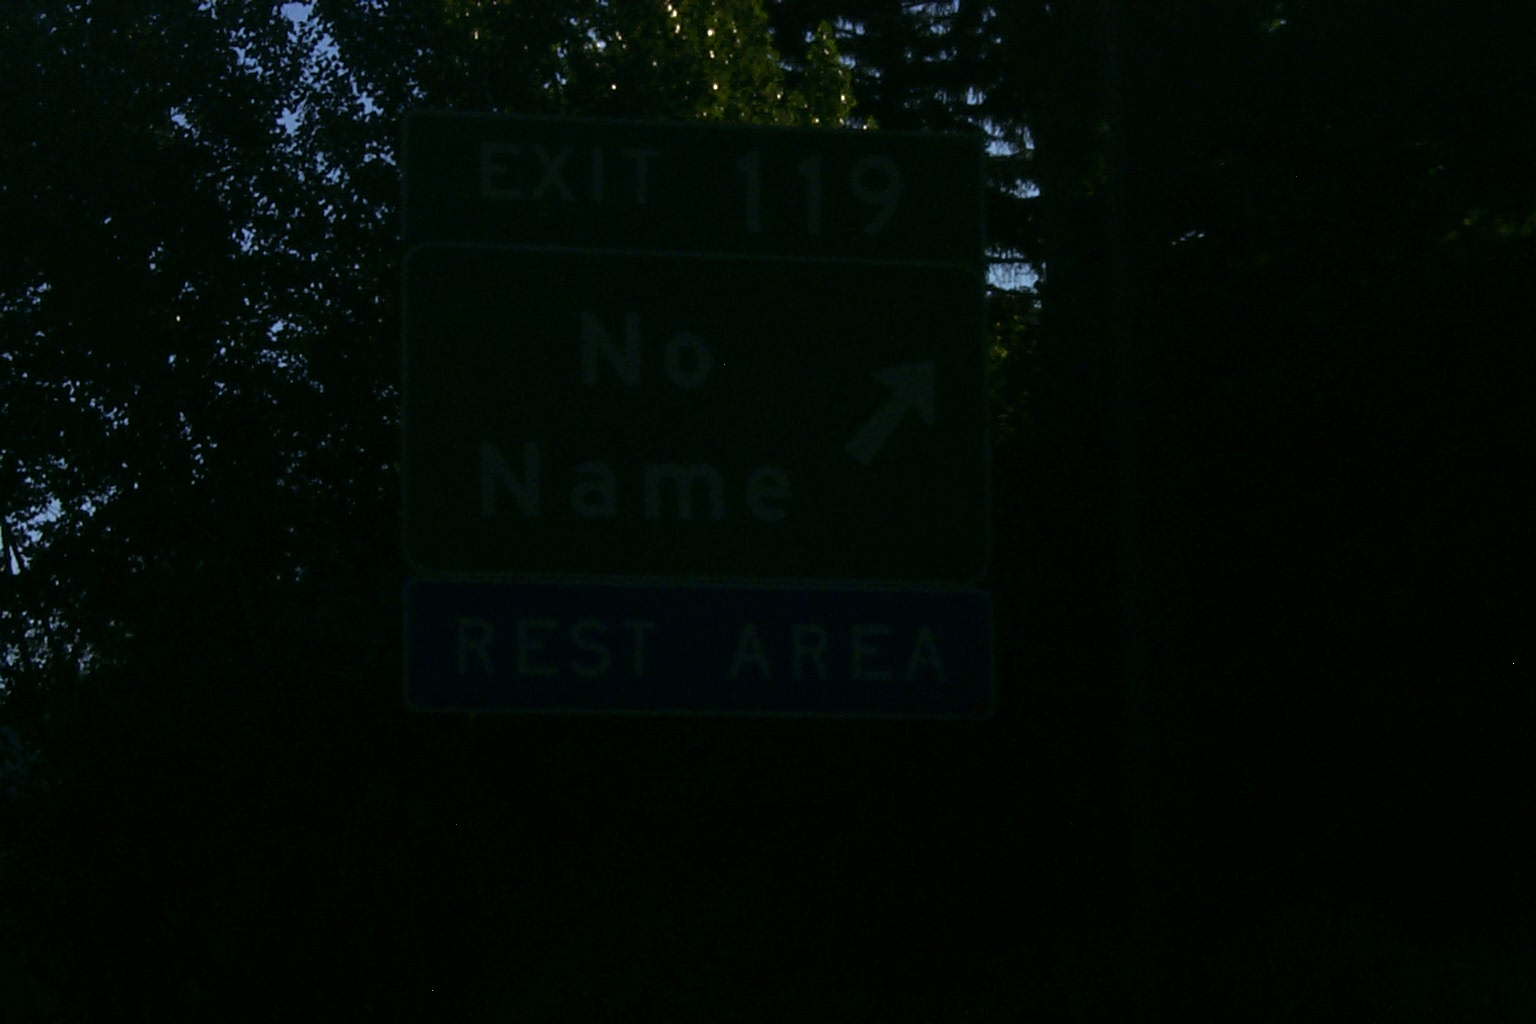 EXIT 119
No
Name
REST AREA